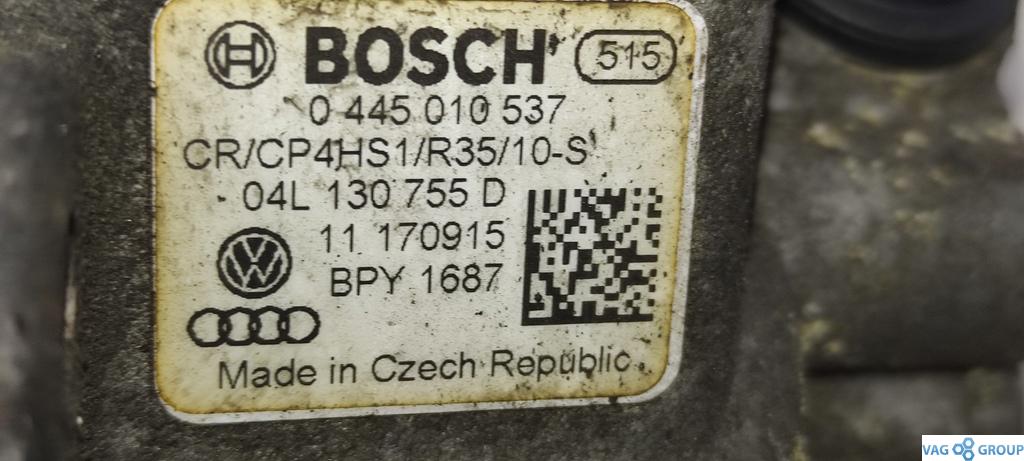 BOSCH 515
0 445 010 537
CR/CP4HS1/R35/10-S
04L 130 755 D
11 170915
BPY 1687
Made in Czech Republic
VAG GROUP